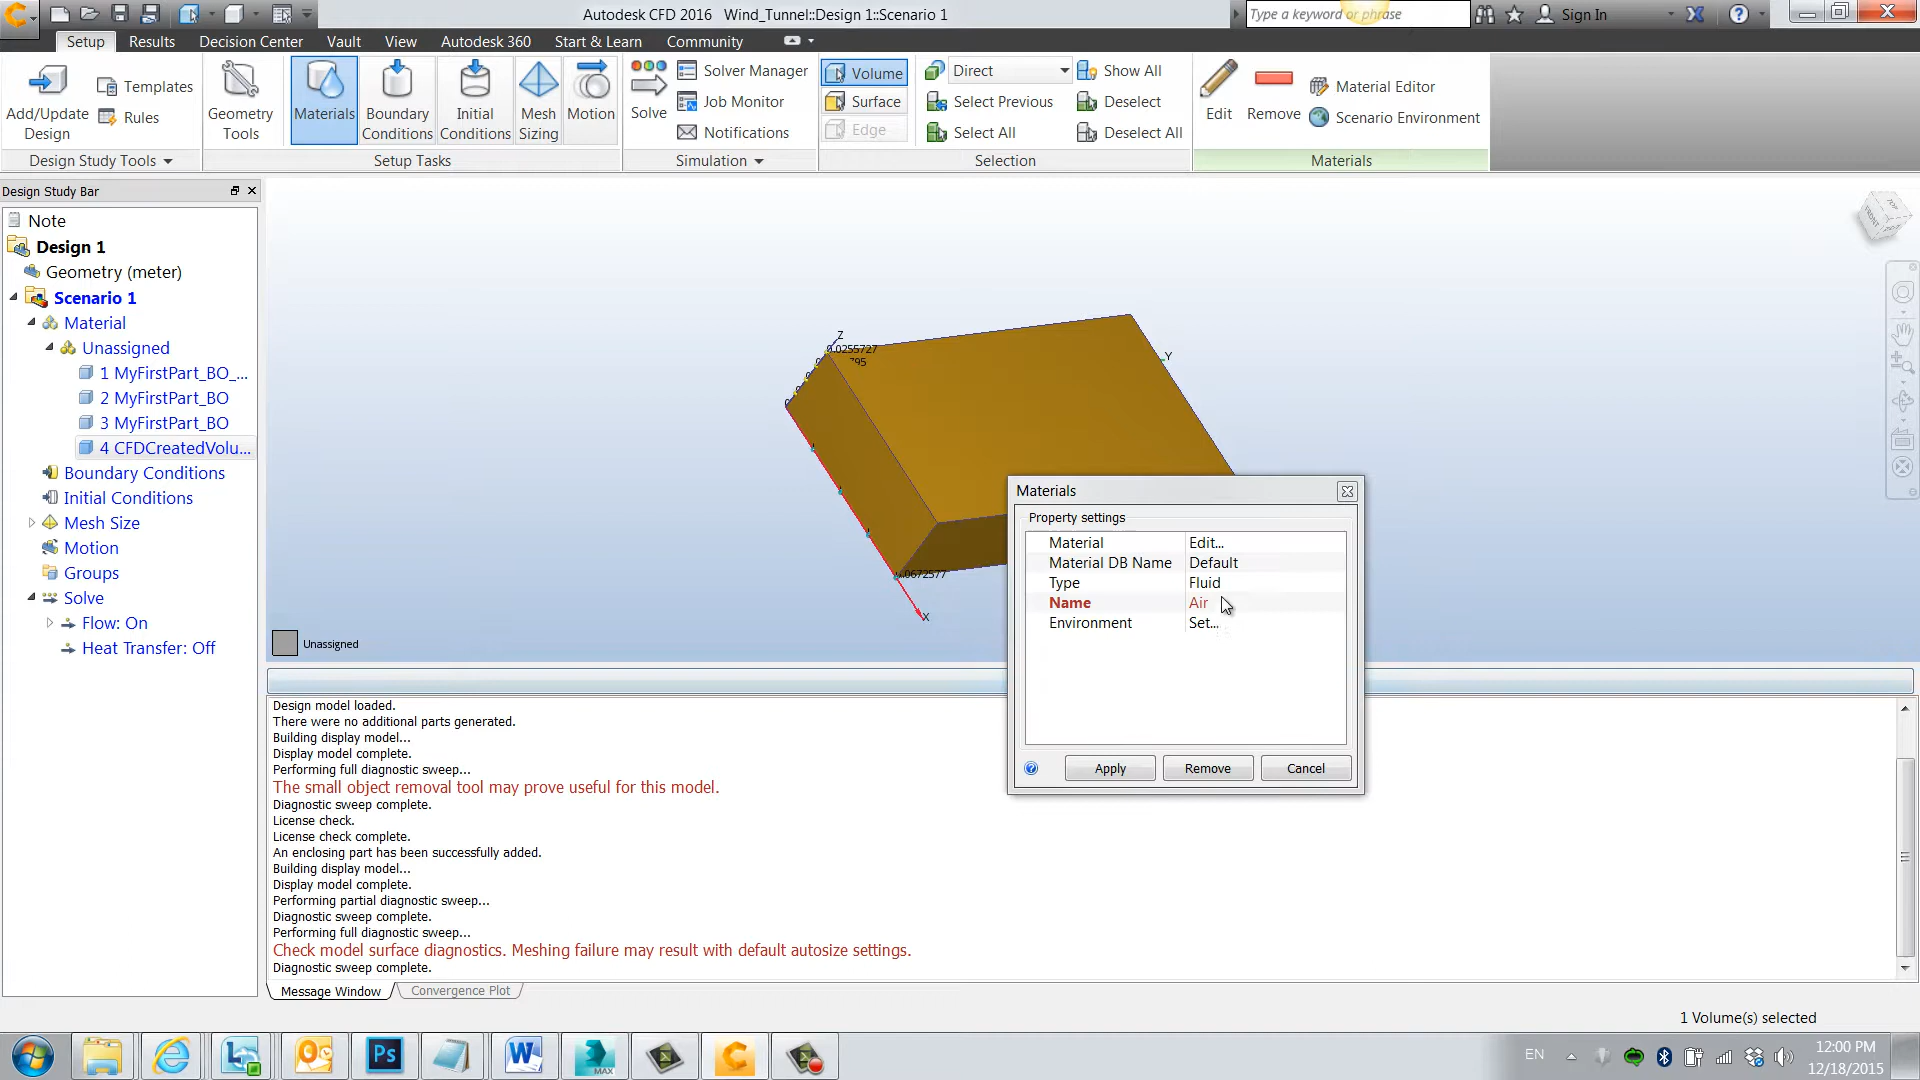 Autodesk CFD 2016   Wind_Tunnel::Design 1::Scenario 1
Type a keyword or phrase
Sign In
Setup
Results
Decision Center
Vault
View
Autodesk 360
Start & Learn
Community
Add/Update
Design
Templates
Rules
Design Study Tools
Geometry
Tools
Materials
Boundary
Conditions
Initial
Conditions
Mesh
Sizing
Motion
Setup Tasks
Solve
Solver Manager
Job Monitor
Notifications
Simulation
Volume
Surface
Edge
Direct
Select Previous
Select All
Show All
Deselect
Deselect All
Selection
Edit
Remove
Material Editor
Scenario Environment
Materials
Design Study Bar
Note
Design 1
Geometry (meter)
Scenario 1
Material
Unassigned
1 MyFirstPart_BO_...
2 MyFirstPart_BO
3 MyFirstPart_BO
4 CFDCreatedVolu...
Boundary Conditions
Initial Conditions
Mesh Size
Motion
Groups
Solve
Flow: On
Heat Transfer: Off
TOP
FRONT
Z
0.0255727
Y
X
Unassigned
Materials
Property settings
Material Edit...
Material DB Name Default
Type Fluid
Name Air
Environment Set...
Apply
Remove
Cancel
Design model loaded.
There were no additional parts generated.
Building display model...
Display model complete.
Performing full diagnostic sweep...
The small object removal tool may prove useful for this model.
Diagnostic sweep complete.
License check.
License check complete.
An enclosing part has been successfully added.
Building display model...
Display model complete.
Performing partial diagnostic sweep...
Diagnostic sweep complete.
Performing full diagnostic sweep...
Check model surface diagnostics. Meshing failure may result with default autosize settings.
Diagnostic sweep complete.
Message Window
Convergence Plot
1 Volume(s) selected
Ps
MAX
EN
12:00 PM
12/18/2015